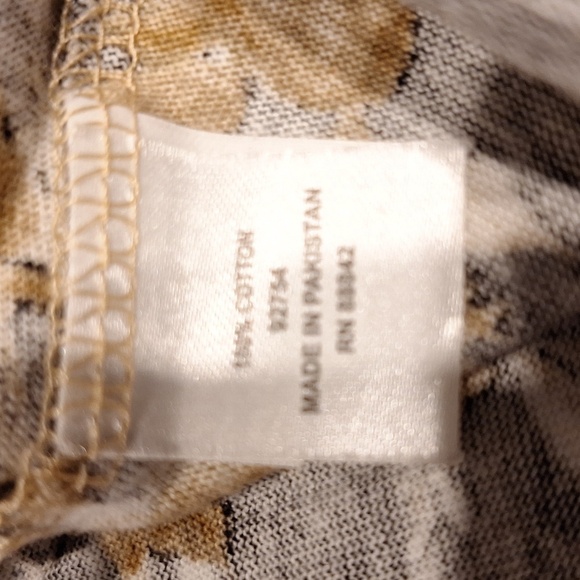 100% COTTON
92754
MADE IN PAKISTAN
RN 88842